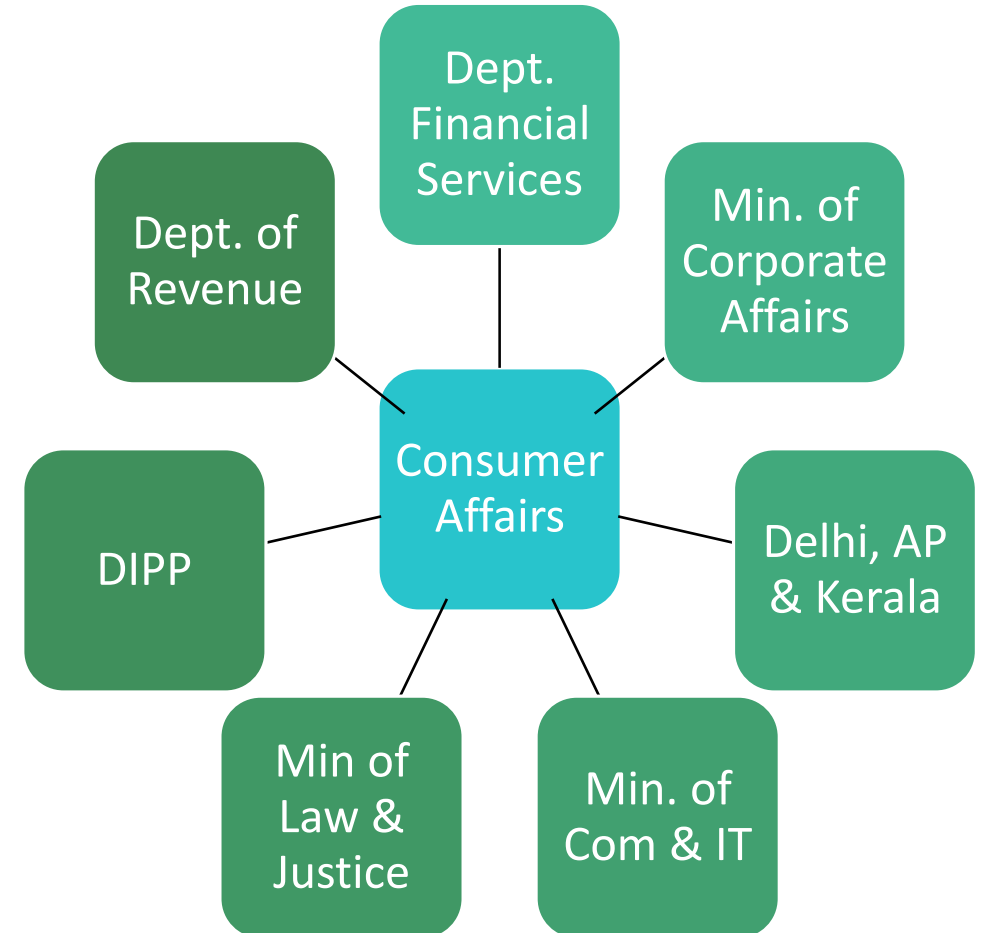 Dept.
Financial
Services
Min. of
Corporate
Affairs
Delhi, AP
& Kerala
Min. of
Com & IT
Min of
Law &
Justice
DIPP
Dept. of
Revenue
Consumer
Affairs